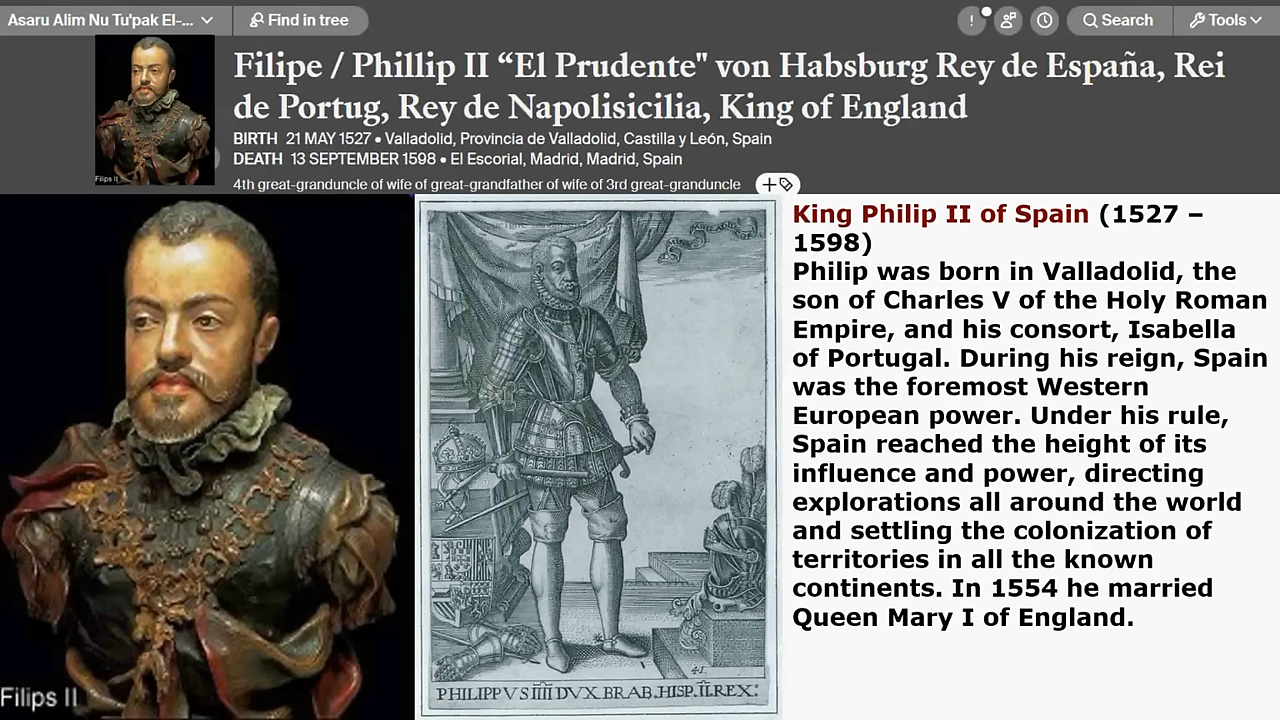 Asaru Alim Nu Tu'pak El-...
Find in tree
!
Search
Tools
Filipe / Phillip II “El Prudente" von Habsburg Rey de España, Rei
de Portug, Rey de Napolisicilia, King of England
BIRTH 21 MAY 1527 • Valladolid, Provincia de Valladolid, Castilla y León, Spain
DEATH 13 SEPTEMBER 1598 • El Escorial, Madrid, Madrid, Spain
4th great-granduncle of wife of great-grandfather of wife of 3rd great-granduncle
Filips II
Filips II
41.
PHILIPPVS IIII DVX BRAB. HISP. II. REX:
King Philip II of Spain (1527 –
1598)
Philip was born in Valladolid, the
son of Charles V of the Holy Roman
Empire, and his consort, Isabella
of Portugal. During his reign, Spain
was the foremost Western
European power. Under his rule,
Spain reached the height of its
influence and power, directing
explorations all around the world
and settling the colonization of
territories in all the known
continents. In 1554 he married
Queen Mary I of England.